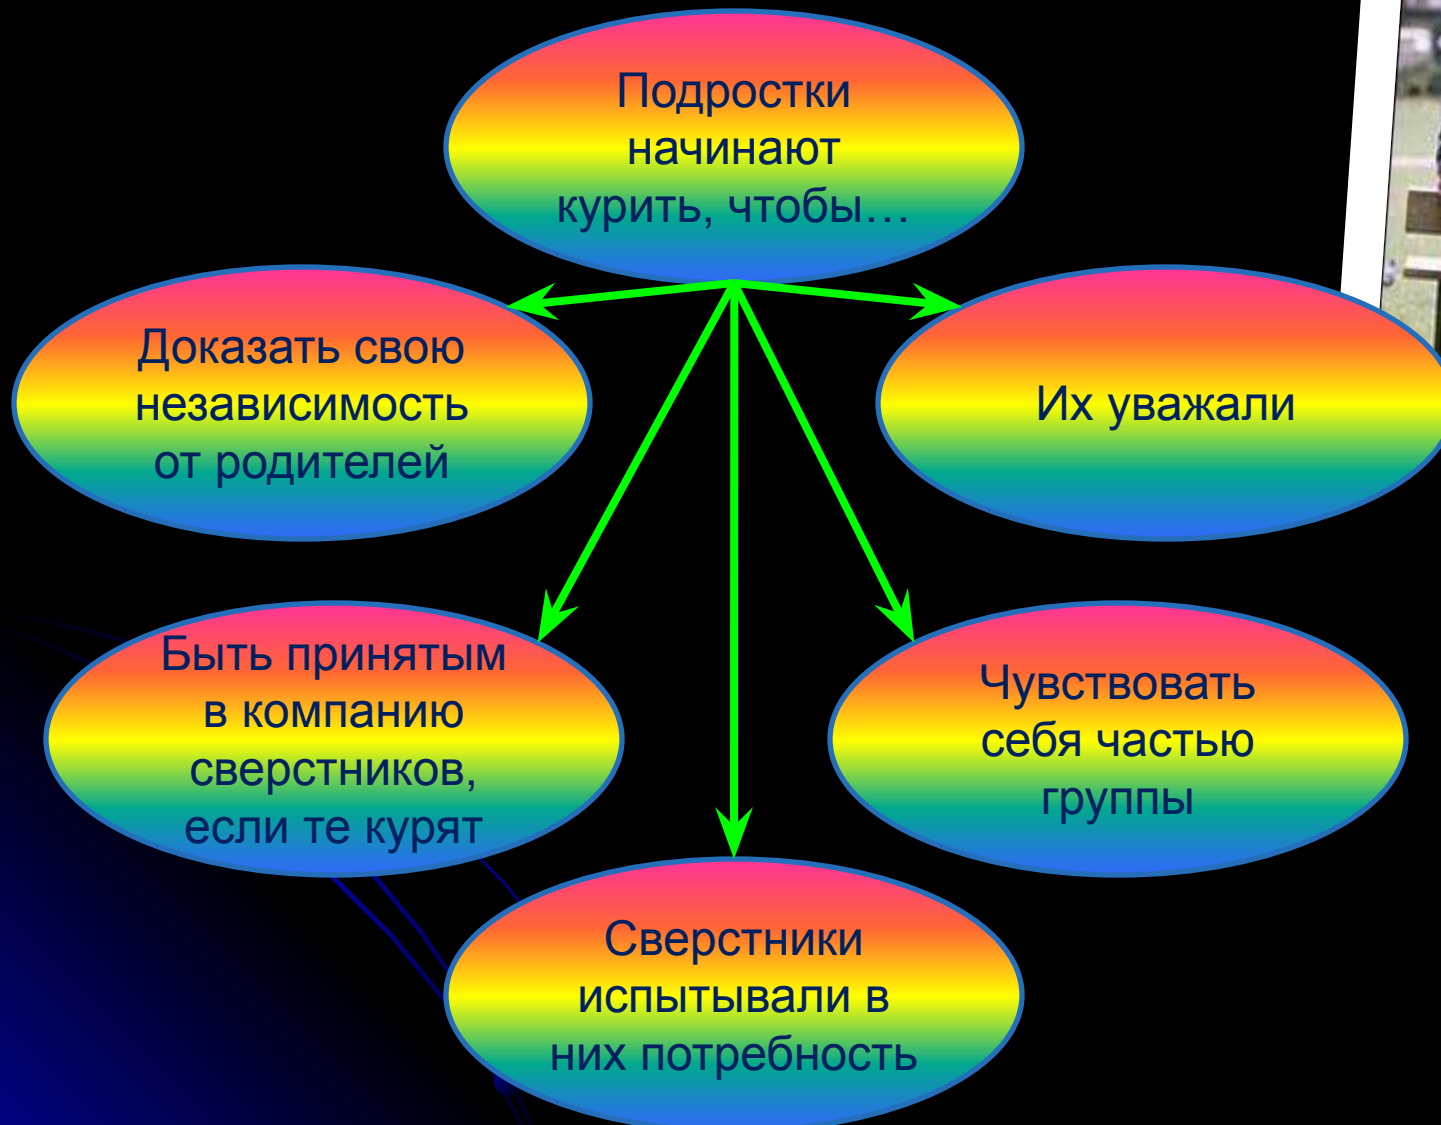 Подростки
начинают
курить, чтобы…
Доказать свою
независимость
от родителей
Их уважали
Быть принятым
в компанию
сверстников,
если те курят
Чувствовать
себя частью
группы
Сверстники
испытывали в
них потребность